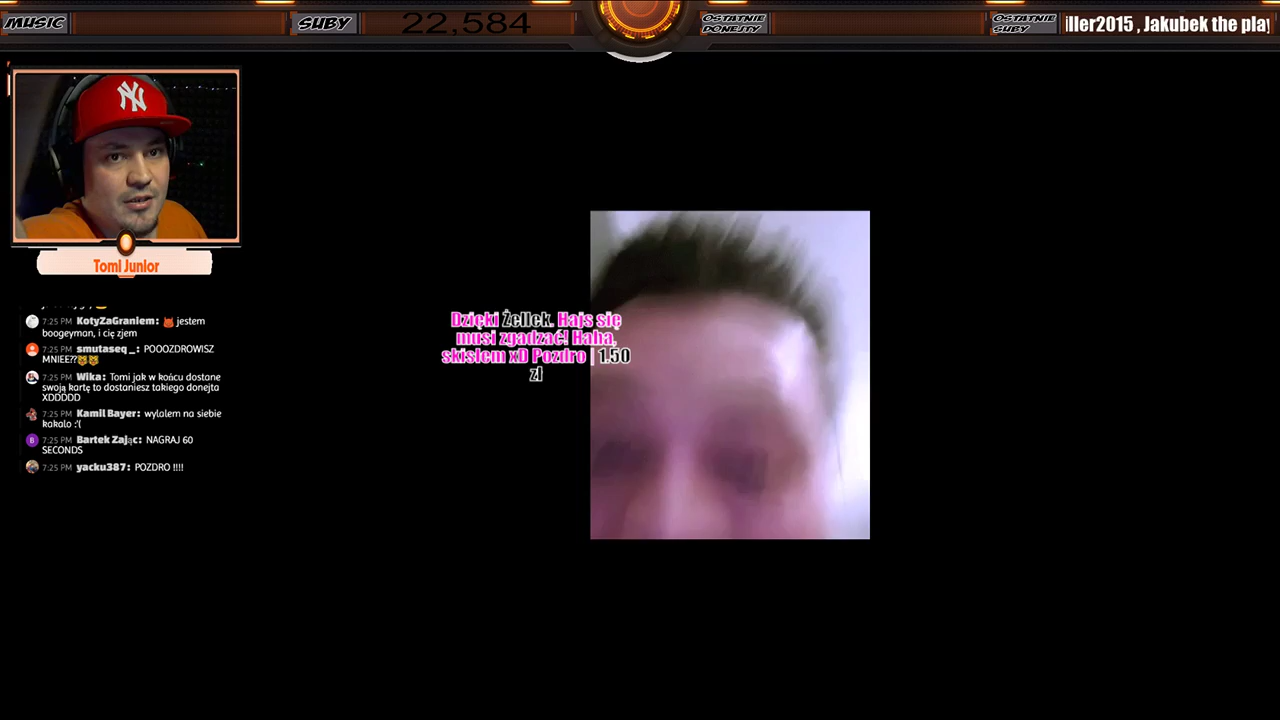 MUSIC
SUBY
22,584
OSTATNIE
DONEJTY
OSTATNIE
SUBY
iller2015 , Jakubek the pla
NY
Tomi Junior
7:25 PM KotyZaGraniem: jestem
boogeyman, i cię zjem
7:25 PM smutaseq_: POOOZDROWISZ
MNIEE??
7:25 PM Wika: Tomi jak w końcu dostane
swoją kartę to dostaniesz takiego donejta
XDDDDD
7:25 PM Kamil Bayer: wylalem na siebie
kakalo :'(
7:25 PM Bartek Zając: NAGRAJ 60
SECONDS
7:25 PM yacku387: POZDRO !!!!
Dzięki Żellek. Hajs się
musi zgadzać! Haha,
skisłem xD Pozdro | 1.50
zł